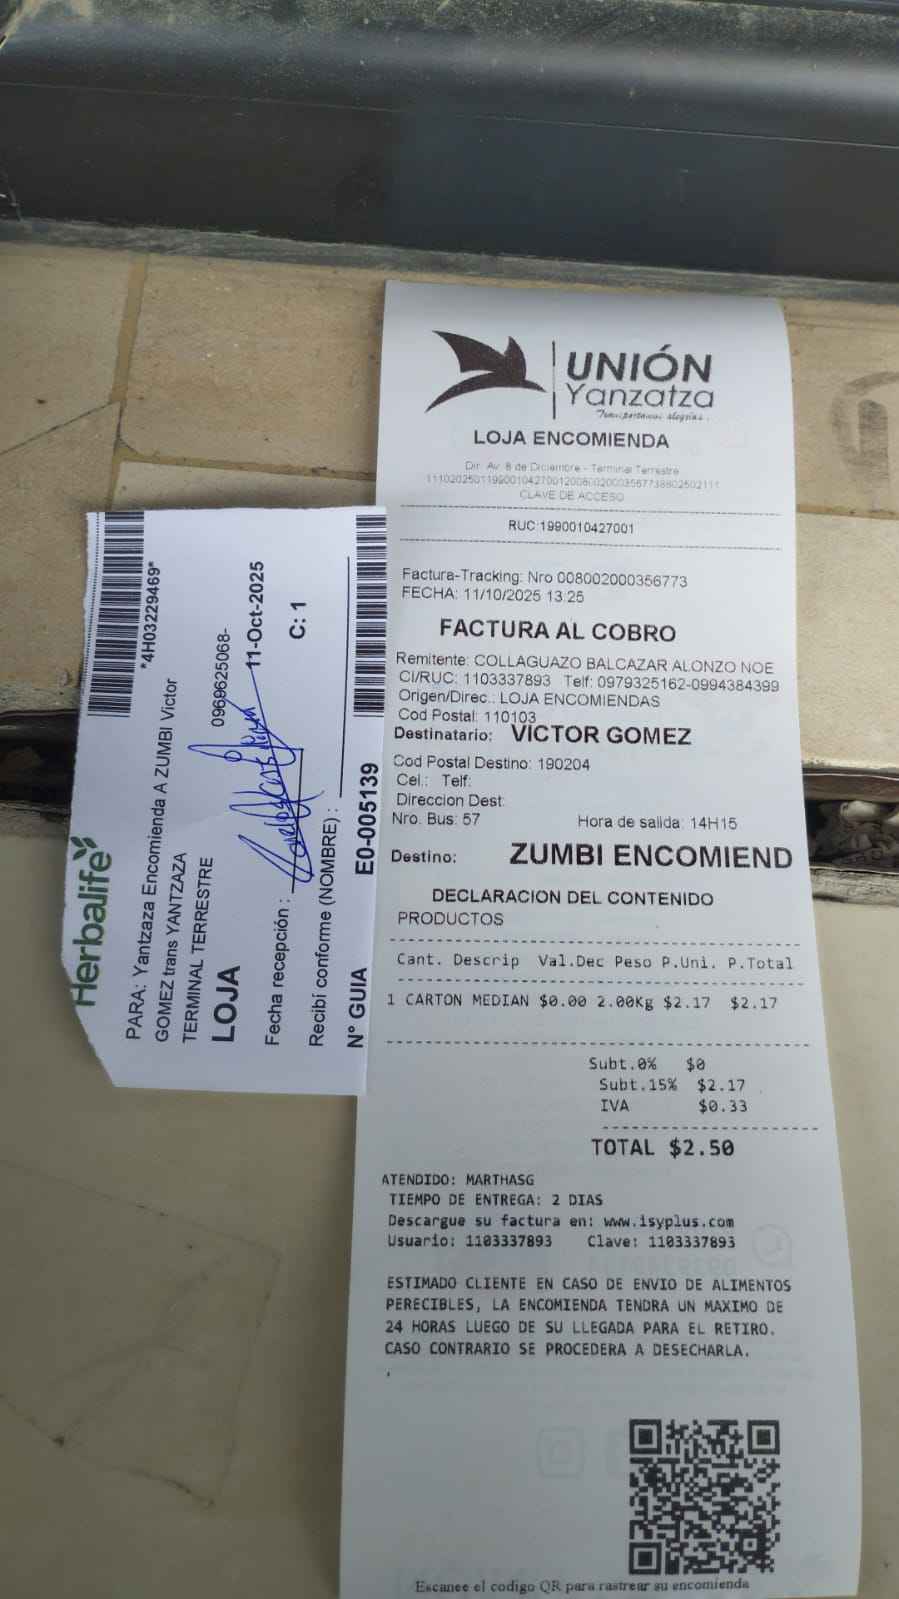 UNIÓN
Yanzatza
Transportamos alegrías.
LOJA ENCOMIENDA
Dir. Av. 8 de Diciembre - Terminal Terrestre
CLAVE DE ACCESO
RUC:1990010427001
Factura-Tracking: Nro 008002000356773
FECHA: 11/10/2025 13:25
FACTURA AL COBRO
Remitente: COLLAGUAZO BALCAZAR ALONZO NOE
CI/RUC: 1103337893 Telf: 0979325162-0994384399
Origen/Direc.: LOJA ENCOMIENDAS
Cod Postal: 110103
Destinatario: VICTOR GOMEZ
Cod Postal Destino: 190204
Cel.: Telf:
Direccion Dest:
Nro. Bus: 57 Hora de salida: 14H15
Destino: ZUMBI ENCOMIEND
DECLARACION DEL CONTENIDO
PRODUCTOS
Cant. Descrip Val.Dec Peso P.Uni. P.Total
1 CARTON MEDIAN $0.00 2.00Kg $2.17 $2.17
Subt.0% $0
Subt.15% $2.17
IVA $0.33
TOTAL $2.50
ATENDIDO: MARTHASG
TIEMPO DE ENTREGA: 2 DIAS
Descargue su factura en: www.isyplus.com
Usuario: 1103337893 Clave: 1103337893
ESTIMADO CLIENTE EN CASO DE ENVIO DE ALIMENTOS
PERECIBLES, LA ENCOMIENDA TENDRA UN MAXIMO DE
24 HORAS LUEGO DE SU LLEGADA PARA EL RETIRO.
CASO CONTRARIO SE PROCEDERA A DESECHARLA.
Escanee el codigo QR para rastrear su encomienda
Herbalife
*4H03229469*
PARA: Yantzaza Encomienda A ZUMBI Victor
GOMEZ trans YANTZAZA
TERMINAL TERRESTRE 0969625068-
LOJA
Fecha recepción: 11-Oct-2025
Recibí conforme (NOMBRE): C: 1
N° GUIA E0-005139